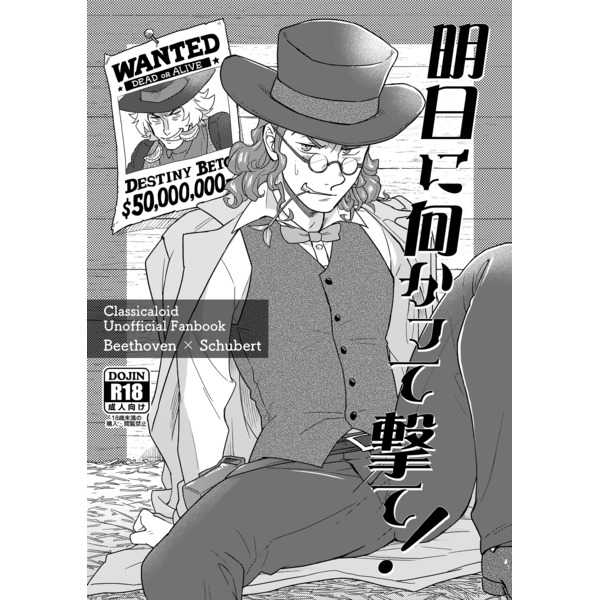 WANTED
DEAD OR ALIVE
DESTINY BETO
$50,000,000-
明日に向かって撃て!
Classicaloid
Unofficial Fanbook
Beethoven × Schubert
DOJIN
R18
成人向け
18歳未満の
購入・閲覧禁止